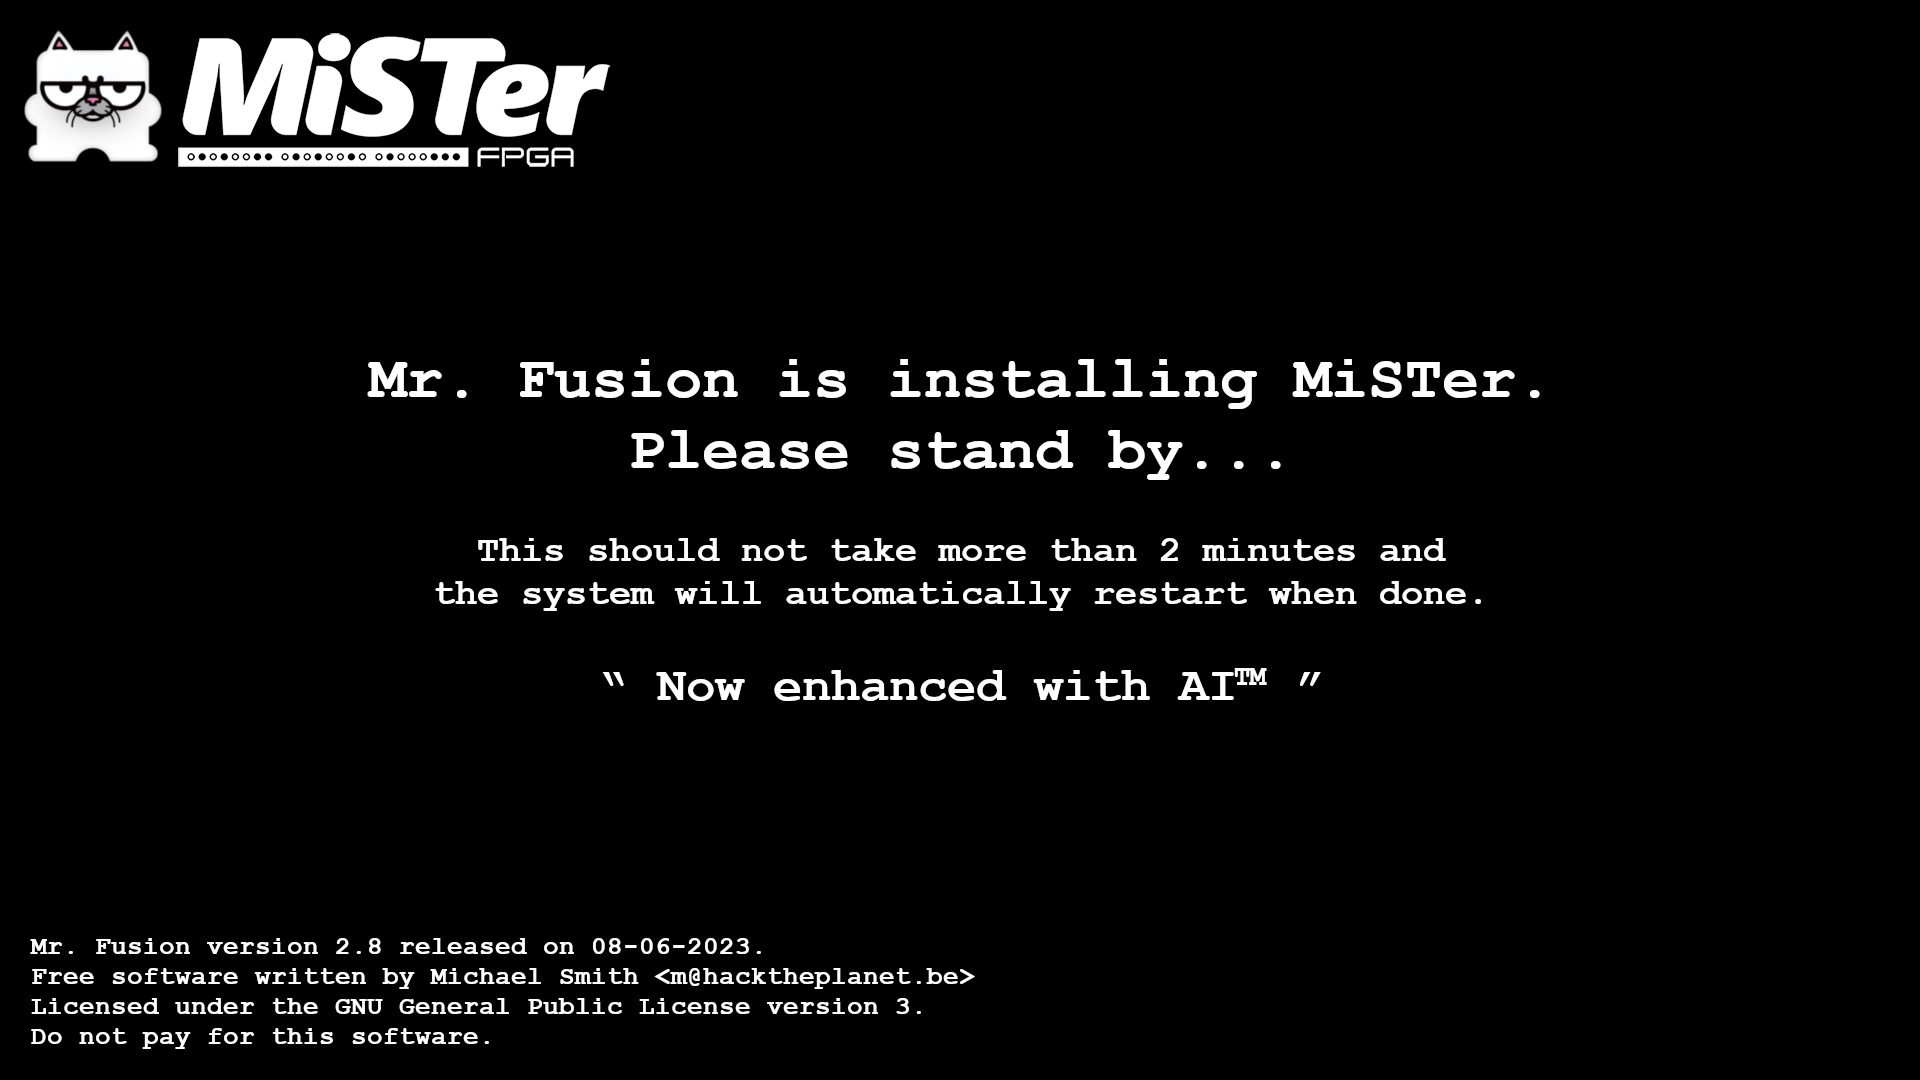 MiSTer
FPGA
Mr. Fusion is installing MiSTer.
Please stand by...
This should not take more than 2 minutes and
the system will automatically restart when done.
“ Now enhanced with AI™ ”
Mr. Fusion version 2.8 released on 08-06-2023.
Free software written by Michael Smith <m@hacktheplanet.be>
Licensed under the GNU General Public License version 3.
Do not pay for this software.